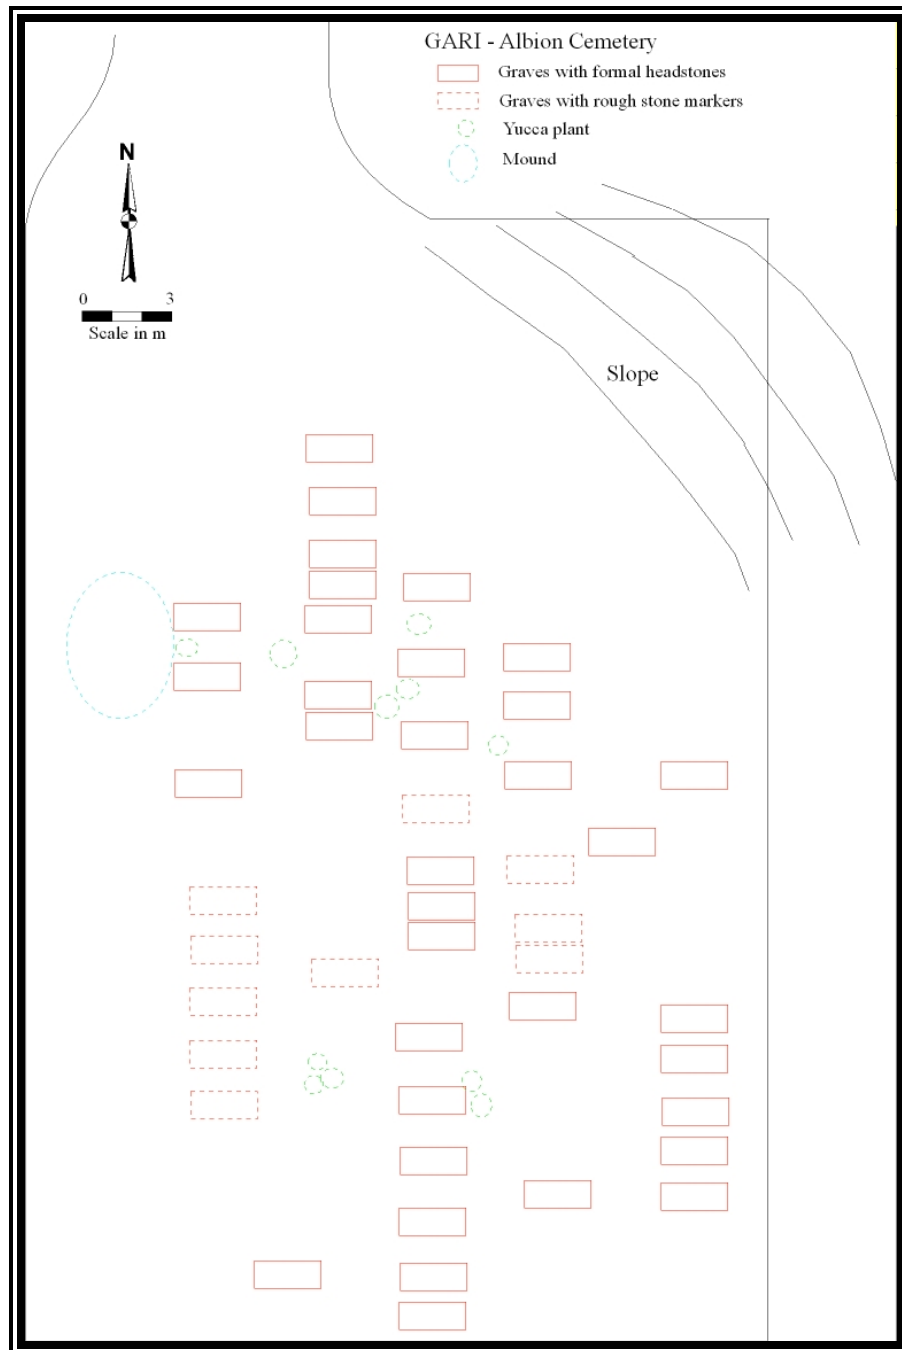 GARI - Albion Cemetery
Graves with formal headstones
Graves with rough stone markers
Yucca plant
Mound
N
0 3
Scale in m
Slope